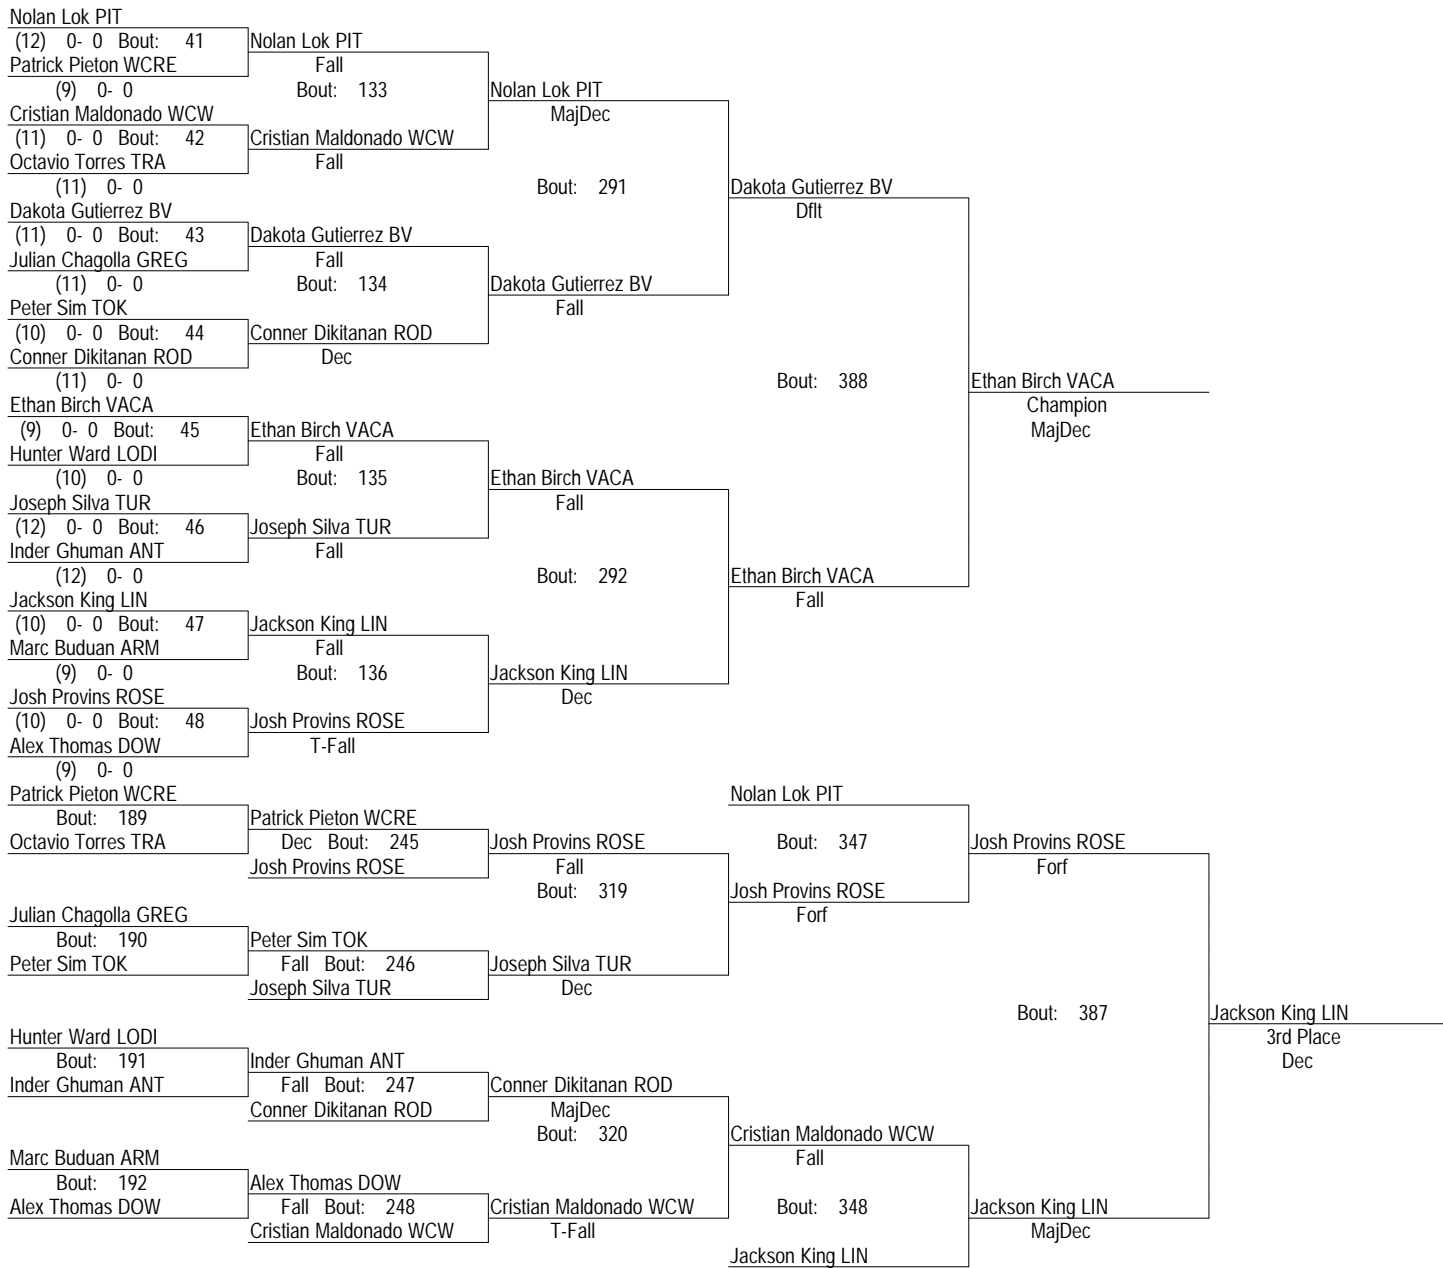 Nolan Lok PIT
(12) 0- 0 Bout: 41 Nolan Lok PIT
Patrick Pieton WCRE Fall
(9) 0- 0 Bout: 133 Nolan Lok PIT
Cristian Maldonado WCW MajDec
(11) 0- 0 Bout: 42 Cristian Maldonado WCW
Octavio Torres TRA Fall
(11) 0- 0 Bout: 291 Dakota Gutierrez BV
Dakota Gutierrez BV Dflt
(11) 0- 0 Bout: 43 Dakota Gutierrez BV
Julian Chagolla GREG Fall
(11) 0- 0 Bout: 134 Dakota Gutierrez BV
Peter Sim TOK Fall
(10) 0- 0 Bout: 44 Conner Dikitanan ROD
Conner Dikitanan ROD Dec
(11) 0- 0 Bout: 388 Ethan Birch VACA
Ethan Birch VACA Champion
(9) 0- 0 Bout: 45 Ethan Birch VACA MajDec
Hunter Ward LODI Fall
(10) 0- 0 Bout: 135 Ethan Birch VACA
Joseph Silva TUR Fall
(12) 0- 0 Bout: 46 Joseph Silva TUR
Inder Ghuman ANT Fall
(12) 0- 0 Bout: 292 Ethan Birch VACA
Jackson King LIN Fall
(10) 0- 0 Bout: 47 Jackson King LIN
Marc Buduan ARM Fall
(9) 0- 0 Bout: 136 Jackson King LIN
Josh Provins ROSE Dec
(10) 0- 0 Bout: 48 Josh Provins ROSE
Alex Thomas DOW T-Fall
(9) 0- 0
Patrick Pieton WCRE Nolan Lok PIT
Bout: 189 Patrick Pieton WCRE
Octavio Torres TRA Dec Bout: 245 Josh Provins ROSE Bout: 347 Josh Provins ROSE
Josh Provins ROSE Fall Forf
Bout: 319 Josh Provins ROSE
Julian Chagolla GREG Forf
Bout: 190 Peter Sim TOK
Peter Sim TOK Fall Bout: 246 Joseph Silva TUR
Joseph Silva TUR Dec
Bout: 387 Jackson King LIN
Hunter Ward LODI 3rd Place
Bout: 191 Inder Ghuman ANT Dec
Inder Ghuman ANT Fall Bout: 247 Conner Dikitanan ROD
Conner Dikitanan ROD MajDec
Bout: 320 Cristian Maldonado WCW
Marc Buduan ARM Fall
Bout: 192 Alex Thomas DOW
Alex Thomas DOW Fall Bout: 248 Cristian Maldonado WCW Bout: 348 Jackson King LIN
Cristian Maldonado WCW T-Fall MajDec
Jackson King LIN